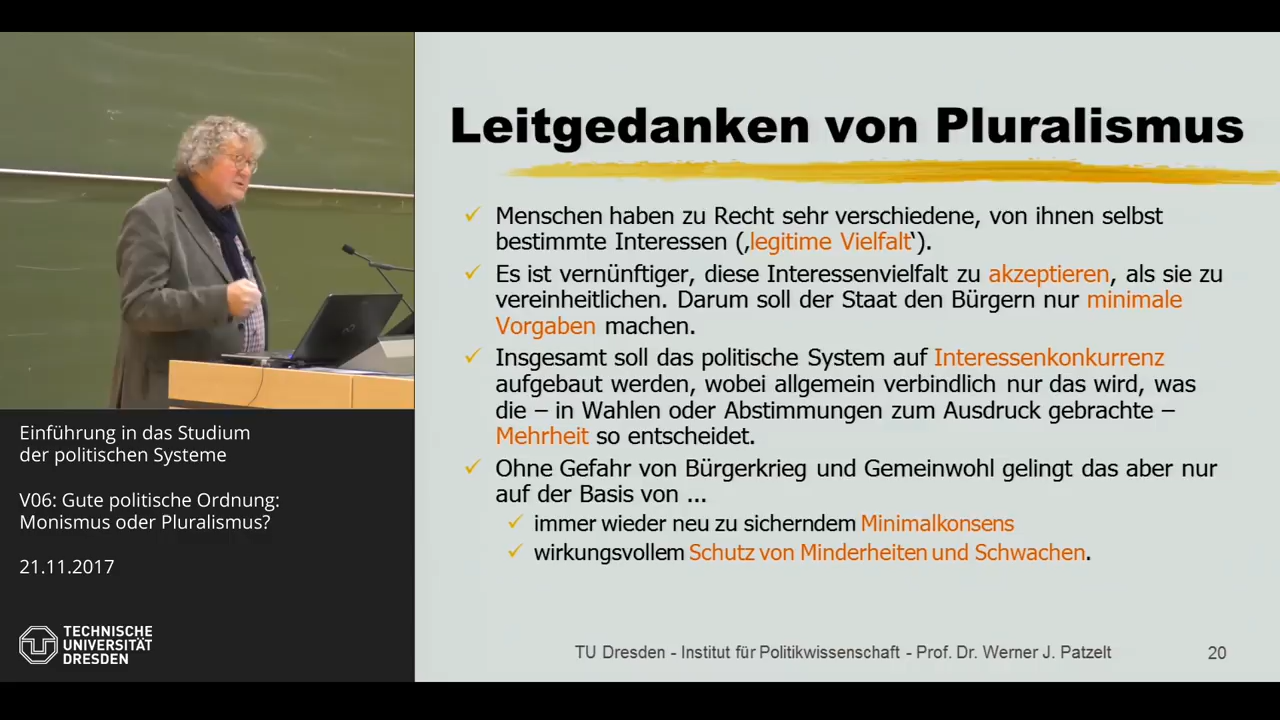 Leitgedanken von Pluralismus
Menschen haben zu Recht sehr verschiedene, von ihnen selbst
bestimmte Interessen (‚legitime Vielfalt‘).
Es ist vernünftiger, diese Interessenvielfalt zu akzeptieren, als sie zu
vereinheitlichen. Darum soll der Staat den Bürgern nur minimale
Vorgaben machen.
Insgesamt soll das politische System auf Interessenkonkurrenz
aufgebaut werden, wobei allgemein verbindlich nur das wird, was
die – in Wahlen oder Abstimmungen zum Ausdruck gebrachte –
Mehrheit so entscheidet.
Ohne Gefahr von Bürgerkrieg und Gemeinwohl gelingt das aber nur
auf der Basis von ...
immer wieder neu zu sicherndem Minimalkonsens
wirkungsvollem Schutz von Minderheiten und Schwachen.
TU Dresden - Institut für Politikwissenschaft - Prof. Dr. Werner J. Patzelt
20
Einführung in das Studium
der politischen Systeme
V06: Gute politische Ordnung:
Monismus oder Pluralismus?
21.11.2017
TECHNISCHE
UNIVERSITÄT
DRESDEN